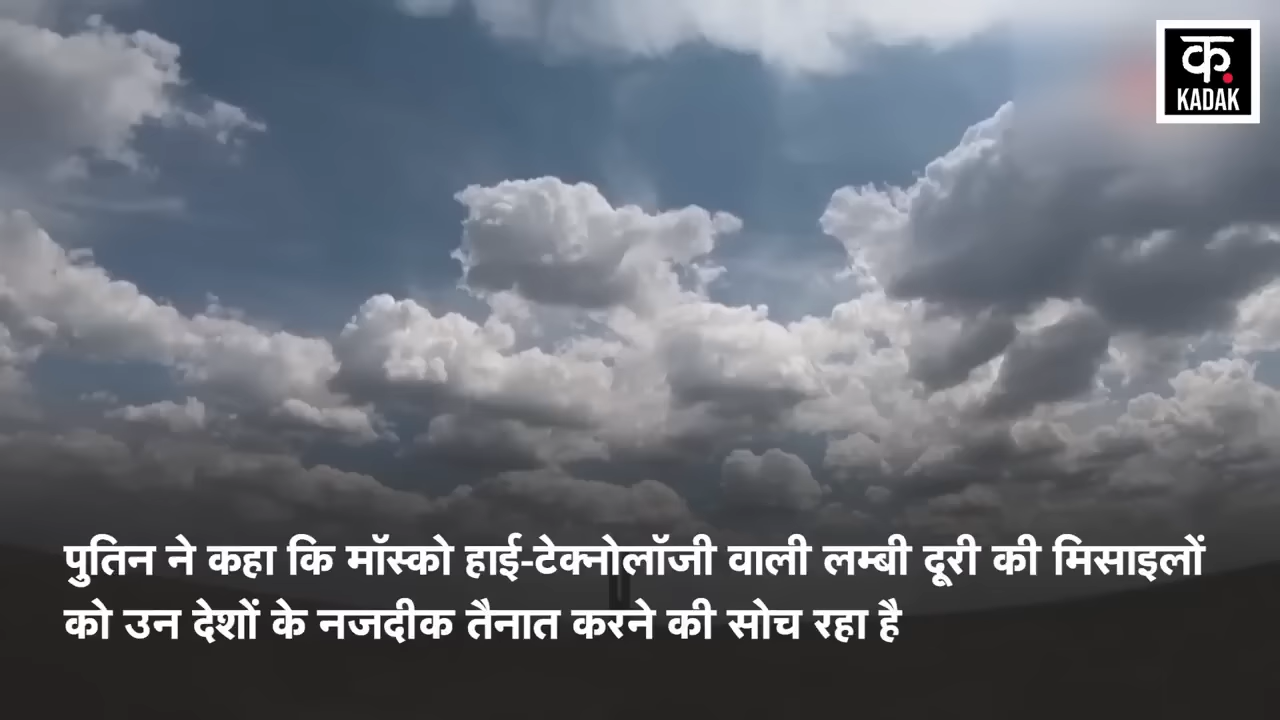 क
KADAK
पुतिन ने कहा कि मॉस्को हाई-टेक्नोलॉजी वाली लम्बी दूरी की मिसाइलों
को उन देशों के नजदीक तैनात करने की सोच रहा है